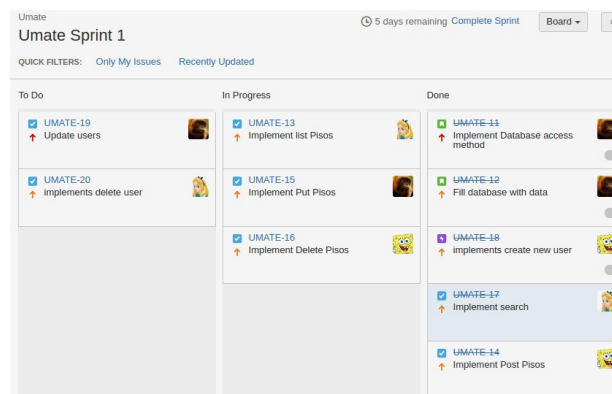 Umate
5 days remaining Complete Sprint
Board
Umate Sprint 1
QUICK FILTERS: Only My Issues Recently Updated
To Do
UMATE-19
Update users
UMATE-20
implements delete user
In Progress
UMATE-13
Implement list Pisos
UMATE-15
Implement Put Pisos
UMATE-16
Implement Delete Pisos
Done
UMATE-11
Implement Database access
method
UMATE-12
Fill database with data
UMATE-18
implements create new user
UMATE-17
Implement search
UMATE-14
Implement Post Pisos